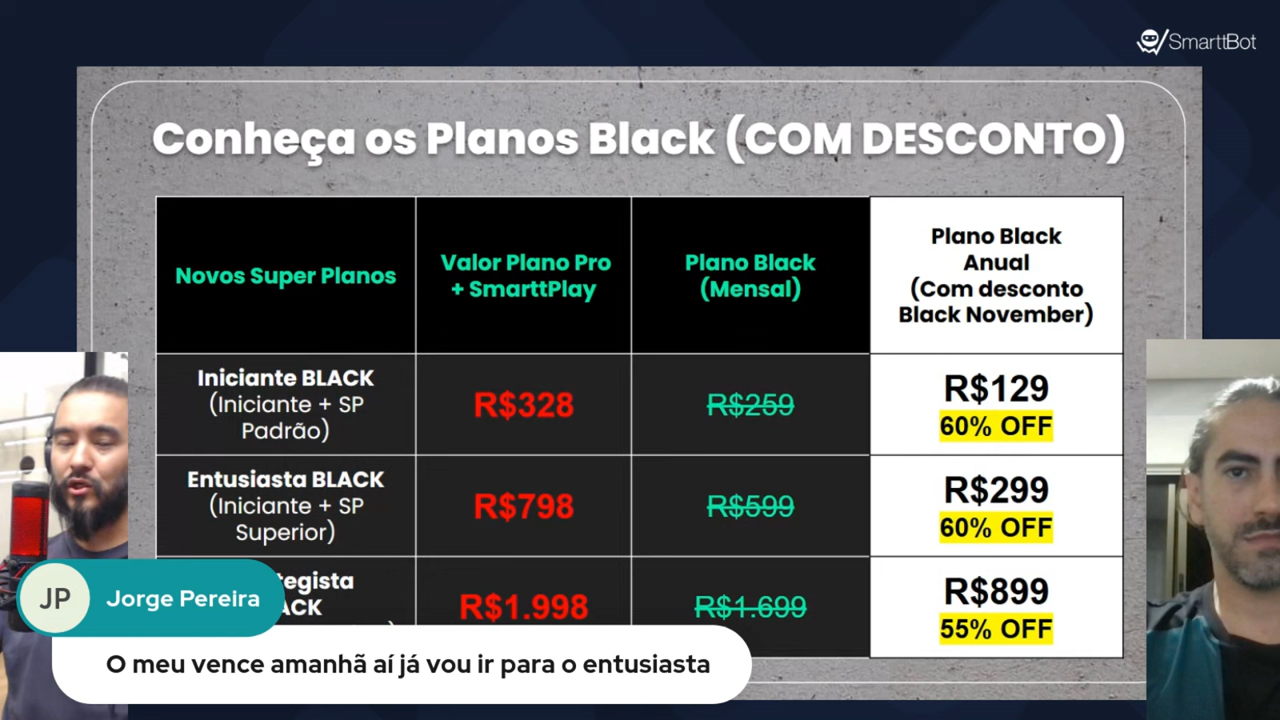 SmarttBot
Conheça os Planos Black (COM DESCONTO)
Novos Super Planos
Valor Plano Pro
+ SmarttPlay
Plano Black
(Mensal)
Plano Black
Anual
(Com desconto
Black November)
Iniciante BLACK
(Iniciante + SP
Padrão)
R$328
R$259
R$129
60% OFF
Entusiasta BLACK
(Iniciante + SP
Superior)
R$798
R$599
R$299
60% OFF
R$1.998
R$1.699
R$899
55% OFF
JP
Jorge Pereira
O meu vence amanhã aí já vou ir para o entusiasta